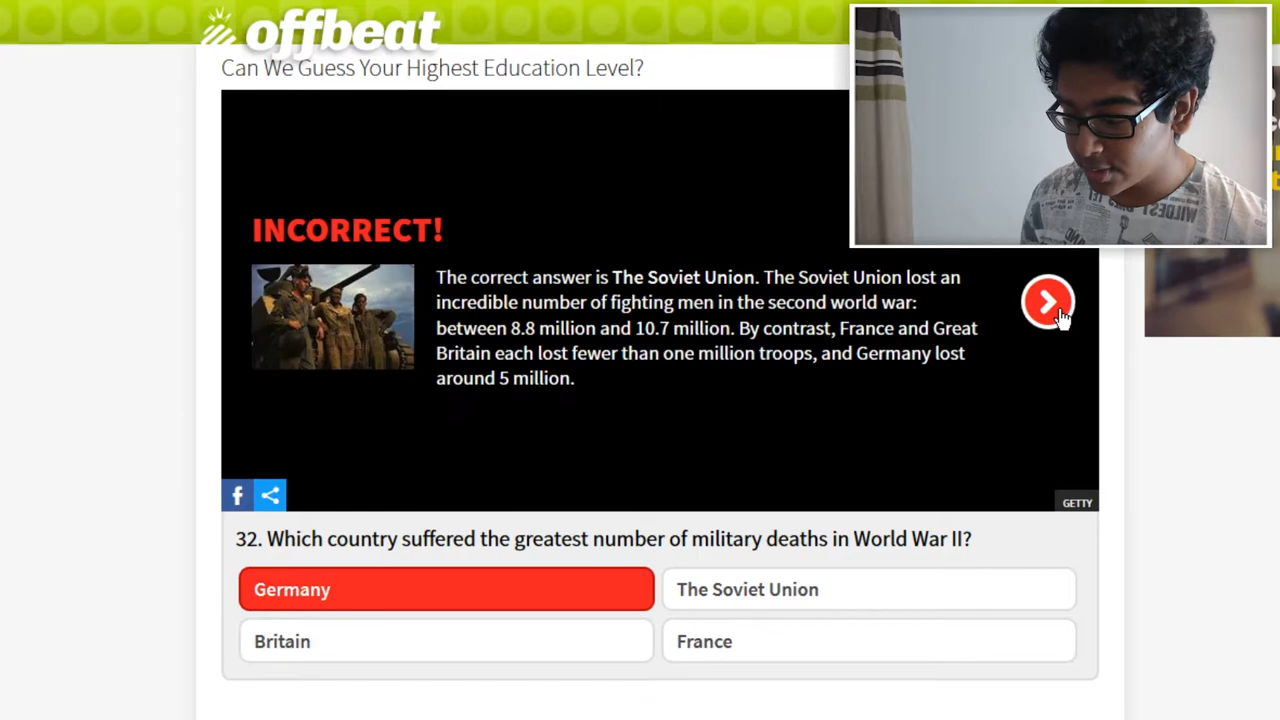 offbeat
Can We Guess Your Highest Education Level?
INCORRECT!
The correct answer is The Soviet Union. The Soviet Union lost an
incredible number of fighting men in the second world war:
between 8.8 million and 10.7 million. By contrast, France and Great
Britain each lost fewer than one million troops, and Germany lost
around 5 million.
GETTY
32. Which country suffered the greatest number of military deaths in World War II?
Germany
The Soviet Union
Britain
France
WILDEST